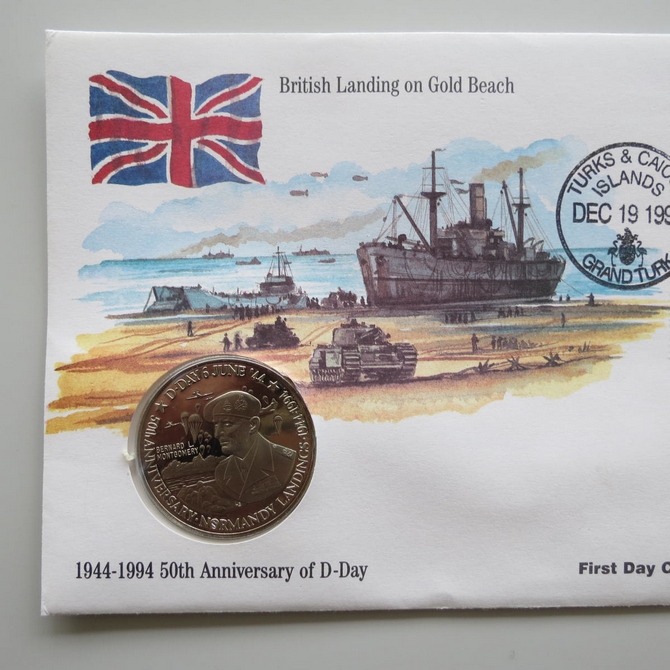 British Landing on Gold Beach
TURKS & CAICO
ISLANDS
DEC 19 199
GRAND TURK
★ D-DAY 6 JUNE '44 ★ 1944-1994
BERNARD L.
MONTGOMERY
50TH ANNIVERSARY · NORMANDY LANDINGS
1944-1994 50th Anniversary of D-Day
First Day C